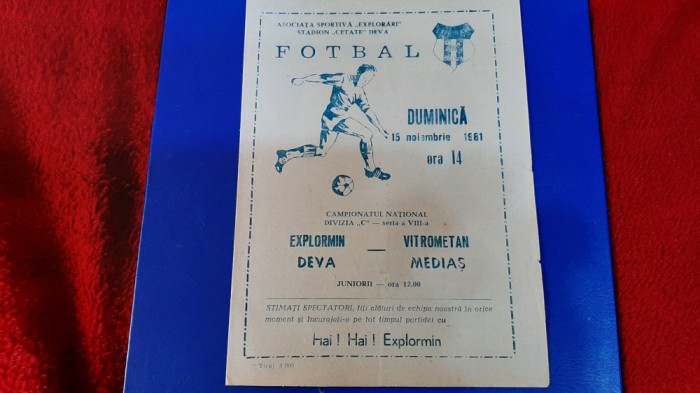 ASOCIAȚA SPORTIVĂ „EXPLORĂRI”
STADION „CETATE” DEVA
FOTBAL
DUMINICĂ
15 noiembrie 1981
ora 14
CAMPIONATUL NAȚIONAL
DIVIZIA „C” — seria a VIII-a
EXPLORMIN — VITROMETAN
DEVA MEDIAȘ
JUNIORII — ora 12.00
STIMAȚI SPECTATORI, fiți alături de echipa noastră în orice
moment și încurajați-o pe tot timpul partidei cu
Hai ! Hai ! Explormin
Tiraj